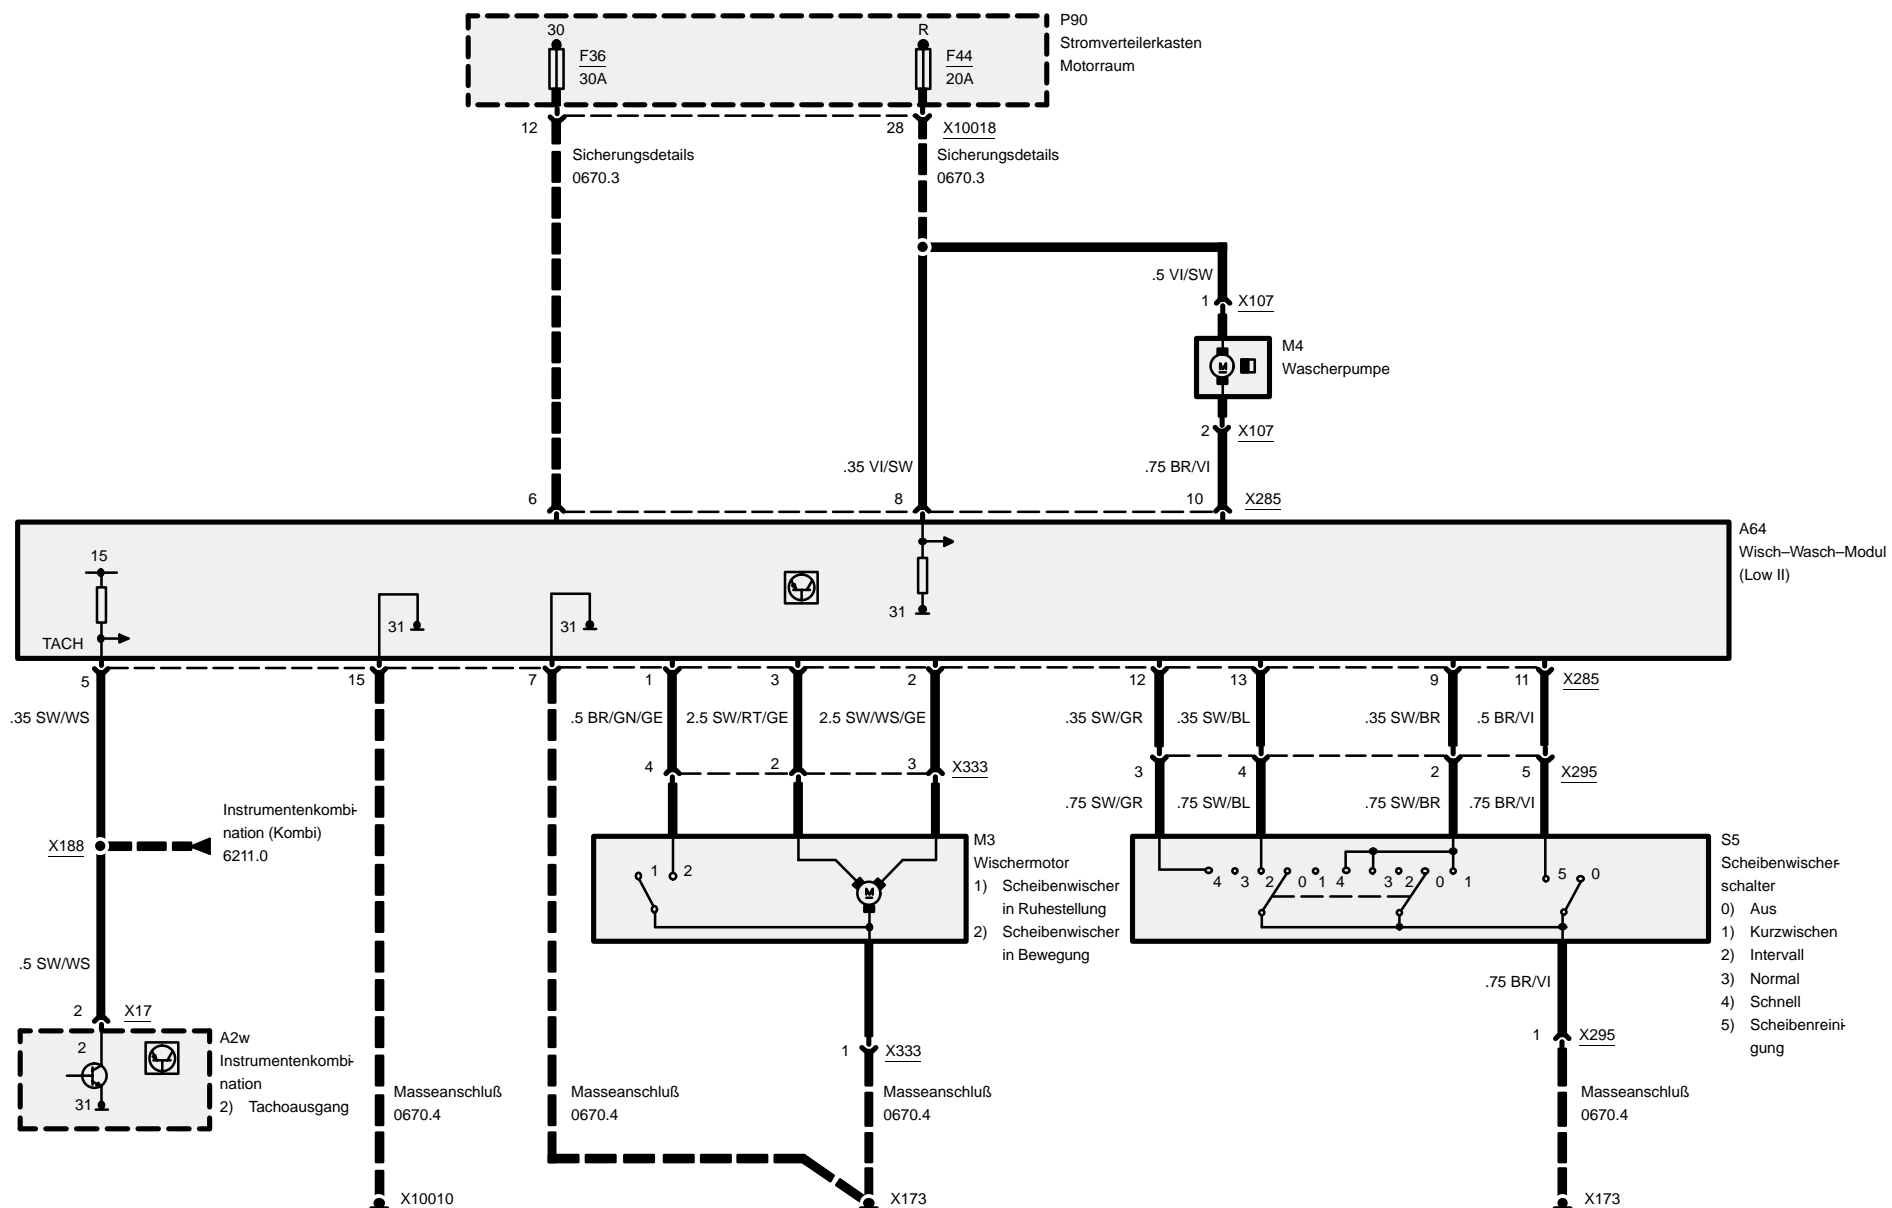 P90
Stromverteilerkasten
Motorraum
30
F36
30A
R
F44
20A
12
28
X10018
Sicherungsdetails
0670.3
Sicherungsdetails
0670.3
.5 VI/SW
1
X107
M4
Wascherpumpe
M
2
X107
.35 VI/SW
.75 BR/VI
6
8
10
X285
A64
Wisch–Wasch–Modul
(Low II)
15
TACH
31
31
31
5
15
7
1
3
2
12
13
9
11
X285
.35 SW/WS
.5 BR/GN/GE
2.5 SW/RT/GE
2.5 SW/WS/GE
.35 SW/GR
.35 SW/BL
.35 SW/BR
.5 BR/VI
4
2
3
X333
3
4
2
5
X295
.75 SW/GR
.75 SW/BL
.75 SW/BR
.75 BR/VI
X188
Instrumentenkombi-
nation (Kombi)
6211.0
M3
Wischermotor
1) Scheibenwischer
in Ruhestellung
2) Scheibenwischer
in Bewegung
1 2
M
4 3 2 0 1 4 3 2 0 1 5 0
S5
Scheibenwischer-
schalter
0) Aus
1) Kurzwischen
2) Intervall
3) Normal
4) Schnell
5) Scheibenreini-
gung
.5 SW/WS
2
X17
A2w
Instrumentenkombi-
nation
2) Tachoausgang
2
31
.75 BR/VI
1
X333
1
X295
Masseanschluß
0670.4
Masseanschluß
0670.4
Masseanschluß
0670.4
Masseanschluß
0670.4
X10010
X173
X173